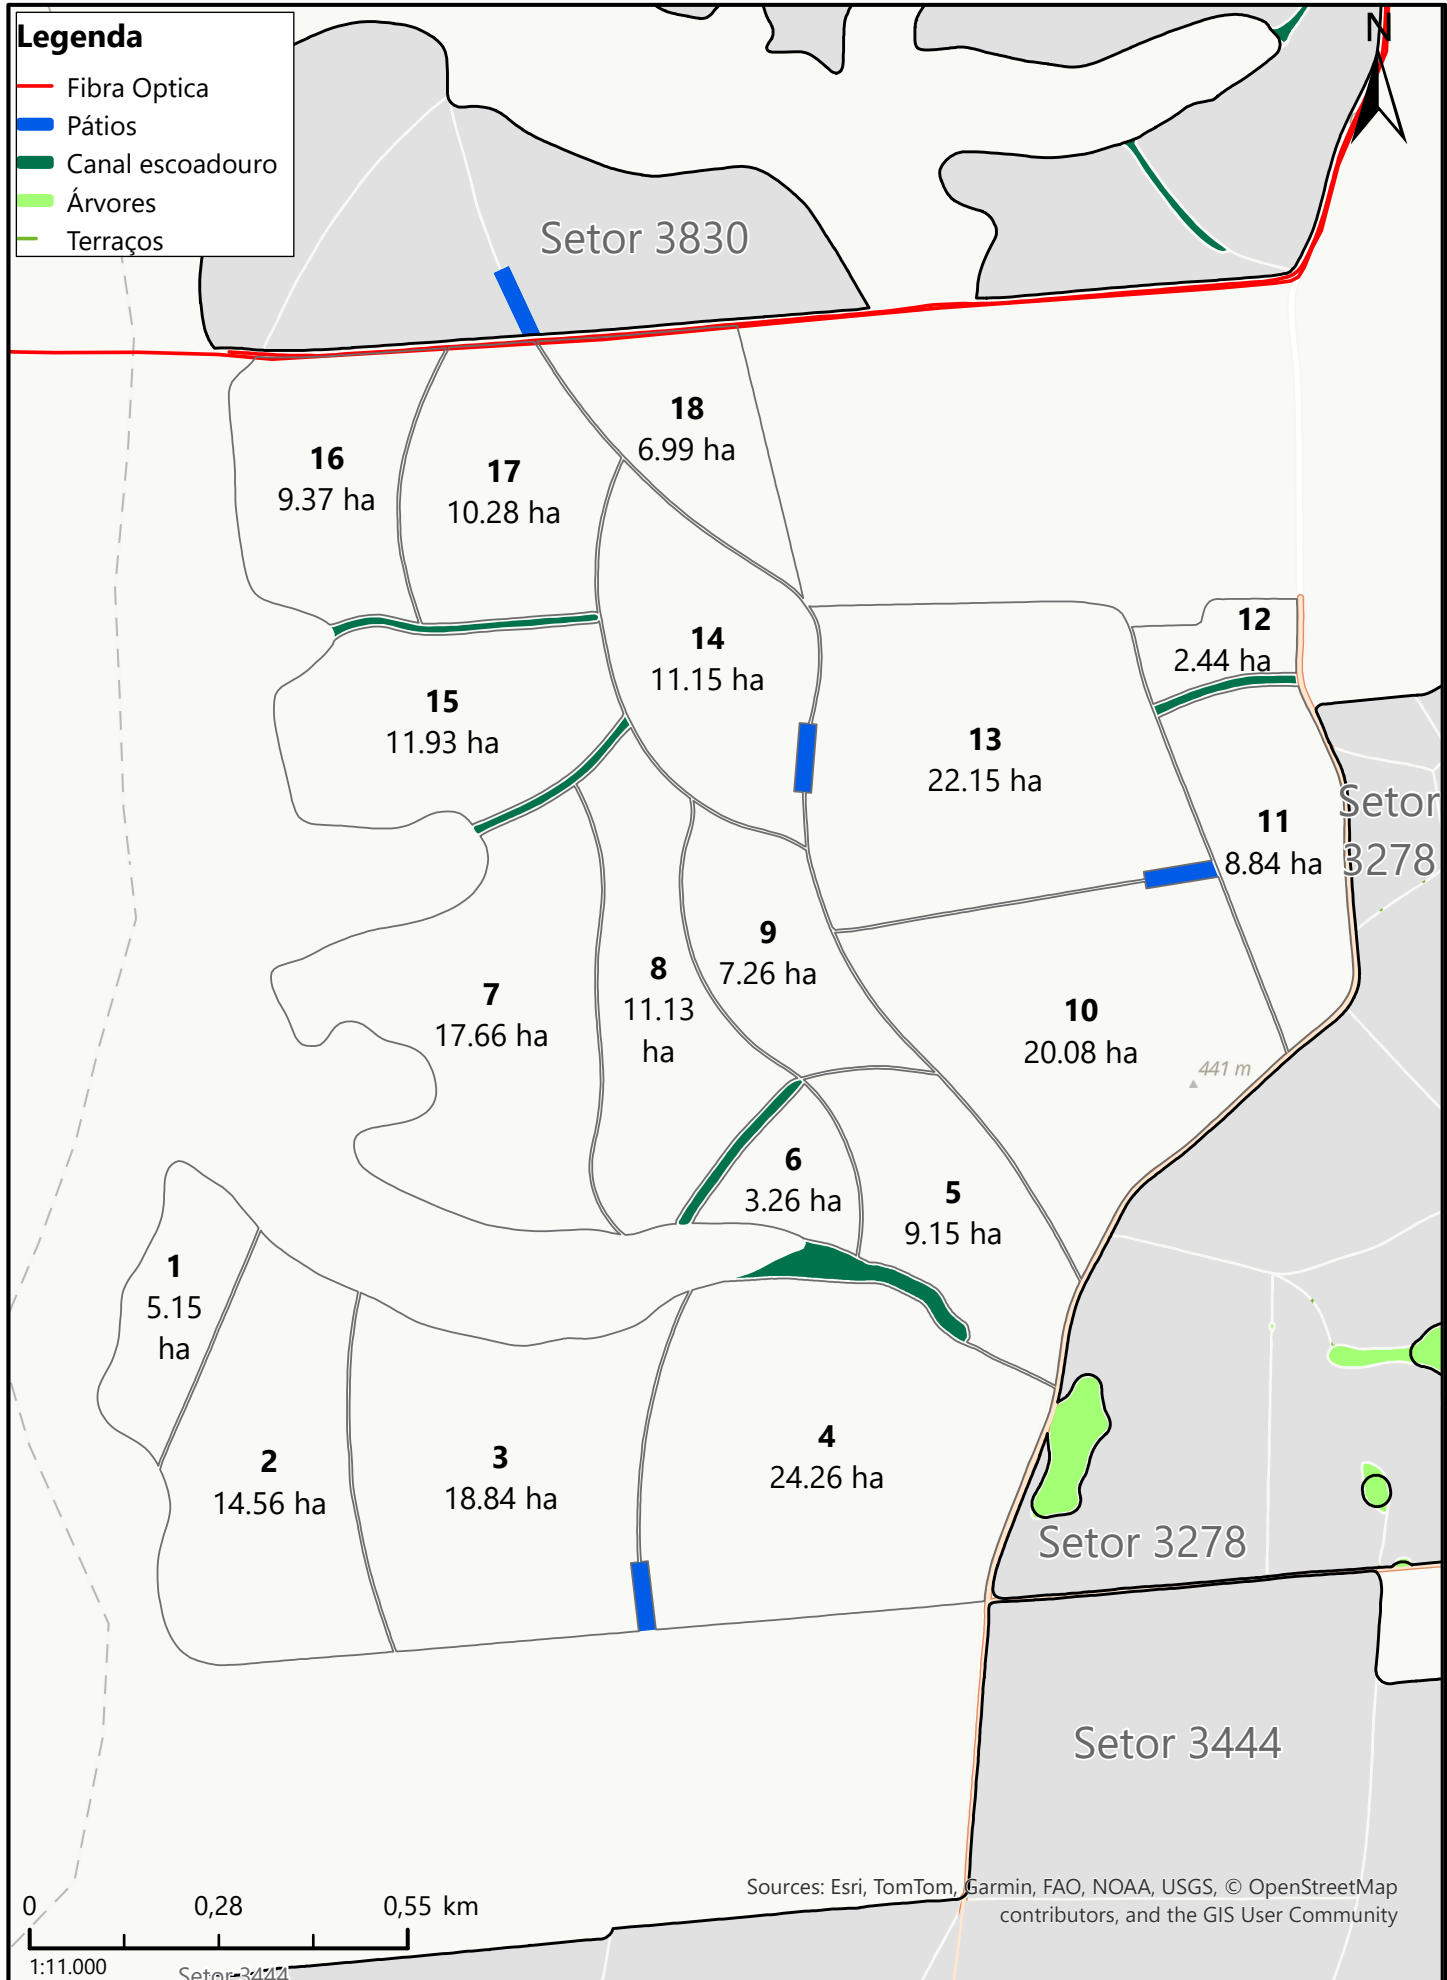 Legenda
Fibra Optica
Pátios
Canal escoadouro
Árvores
Terraços
N
Setor 3830
18
6.99 ha
16
9.37 ha
17
10.28 ha
12
2.44 ha
14
11.15 ha
15
11.93 ha
13
22.15 ha
Setor
3278
11
8.84 ha
9
7.26 ha
8
11.13
ha
7
17.66 ha
10
20.08 ha
441 m
6
3.26 ha
5
9.15 ha
1
5.15
ha
4
24.26 ha
2
14.56 ha
3
18.84 ha
Setor 3278
Setor 3444
Sources: Esri, TomTom, Garmin, FAO, NOAA, USGS, © OpenStreetMap
contributors, and the GIS User Community
0 0,28 0,55 km
1:11.000
Setor 3444